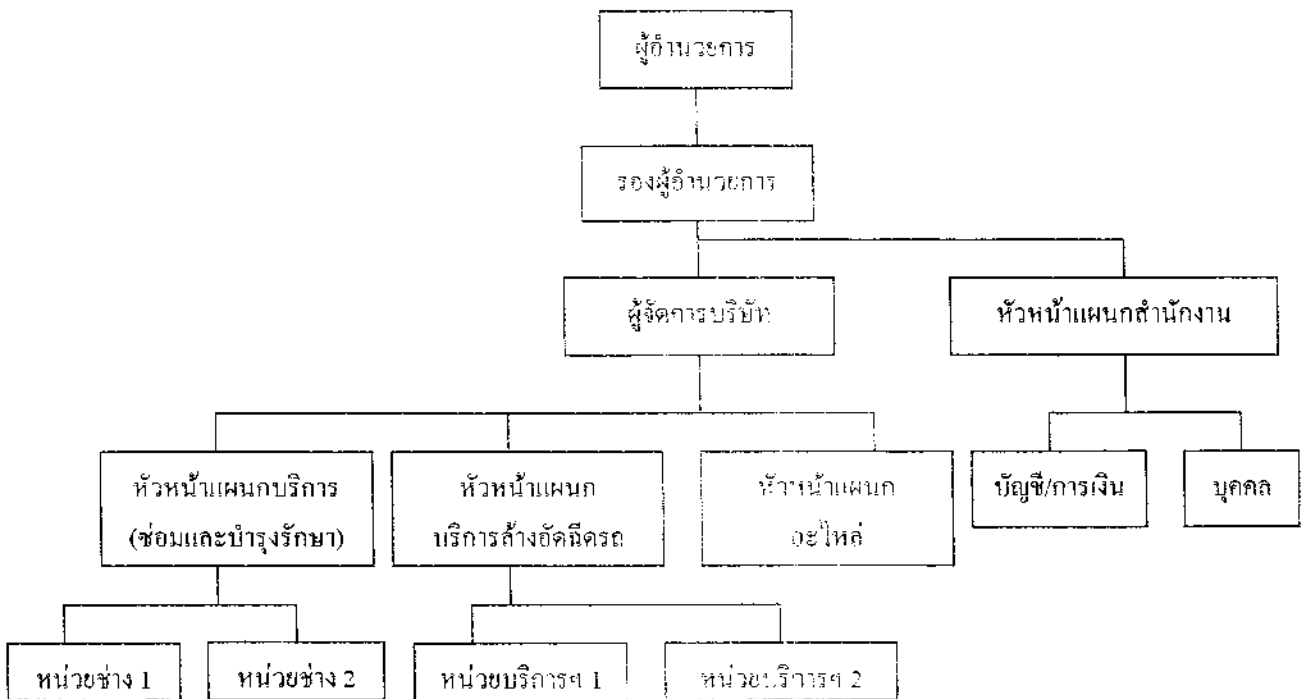 ผู้อำนวยการ
รองผู้อำนวยการ
ผู้จัดการบริษัท
หัวหน้าแผนกสำนักงาน
หัวหน้าแผนกบริการ
(ซ่อมและบำรุงรักษา)
หัวหน้าแผนก
บริการล้างอัดฉีดรถ
หัวหน้าแผนก
อะไหล่
บัญชี/การเงิน
บุคคล
หน่วยช่าง 1
หน่วยช่าง 2
หน่วยบริการฯ 1
หน่วยบริการฯ 2